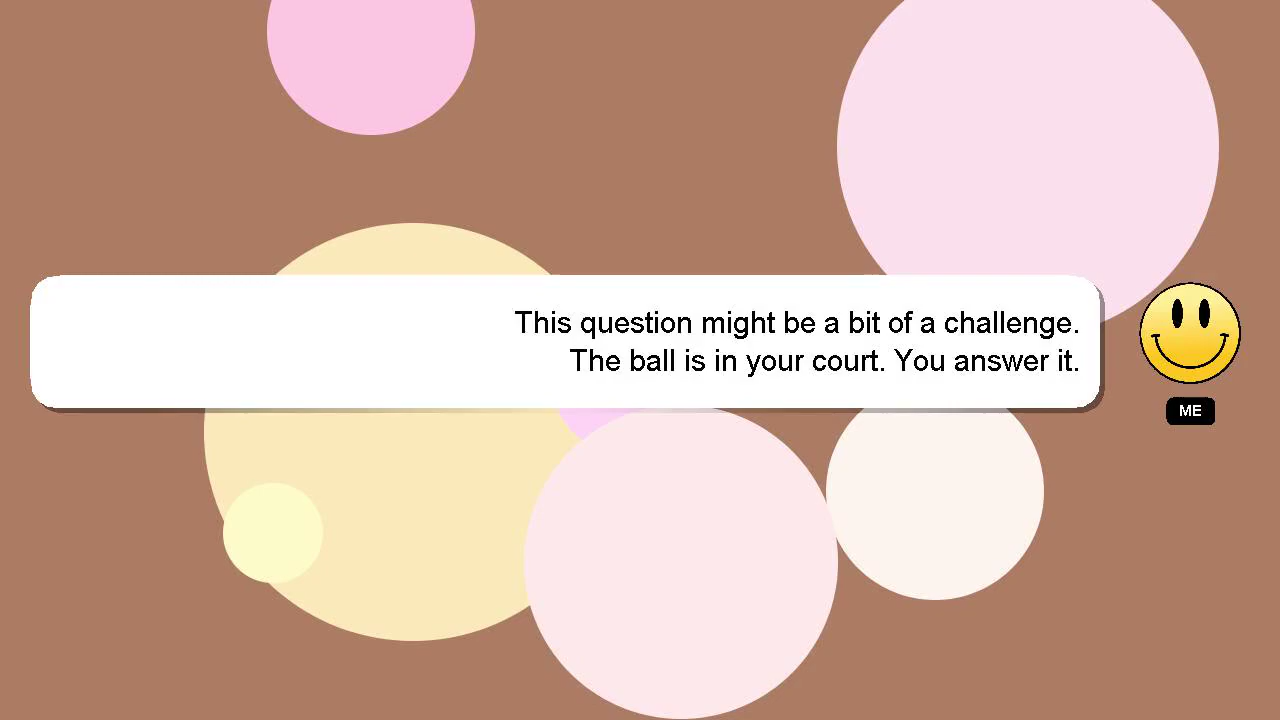 This question might be a bit of a challenge.
The ball is in your court. You answer it.
ME